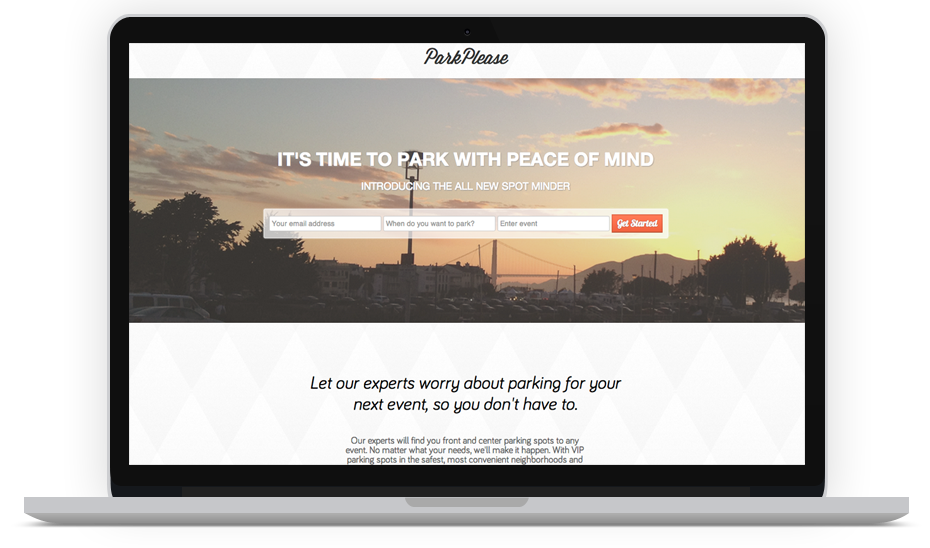 ParkPlease
IT'S TIME TO PARK WITH PEACE OF MIND
INTRODUCING THE ALL NEW SPOT MINDER
Your email address
When do you want to park?
Enter event
Get Started
Let our experts worry about parking for your
next event, so you don't have to.
Our experts will find you front and center parking spots to any
event. No matter what your needs, we'll make it happen. With VIP
parking spots in the safest, most convenient neighborhoods and